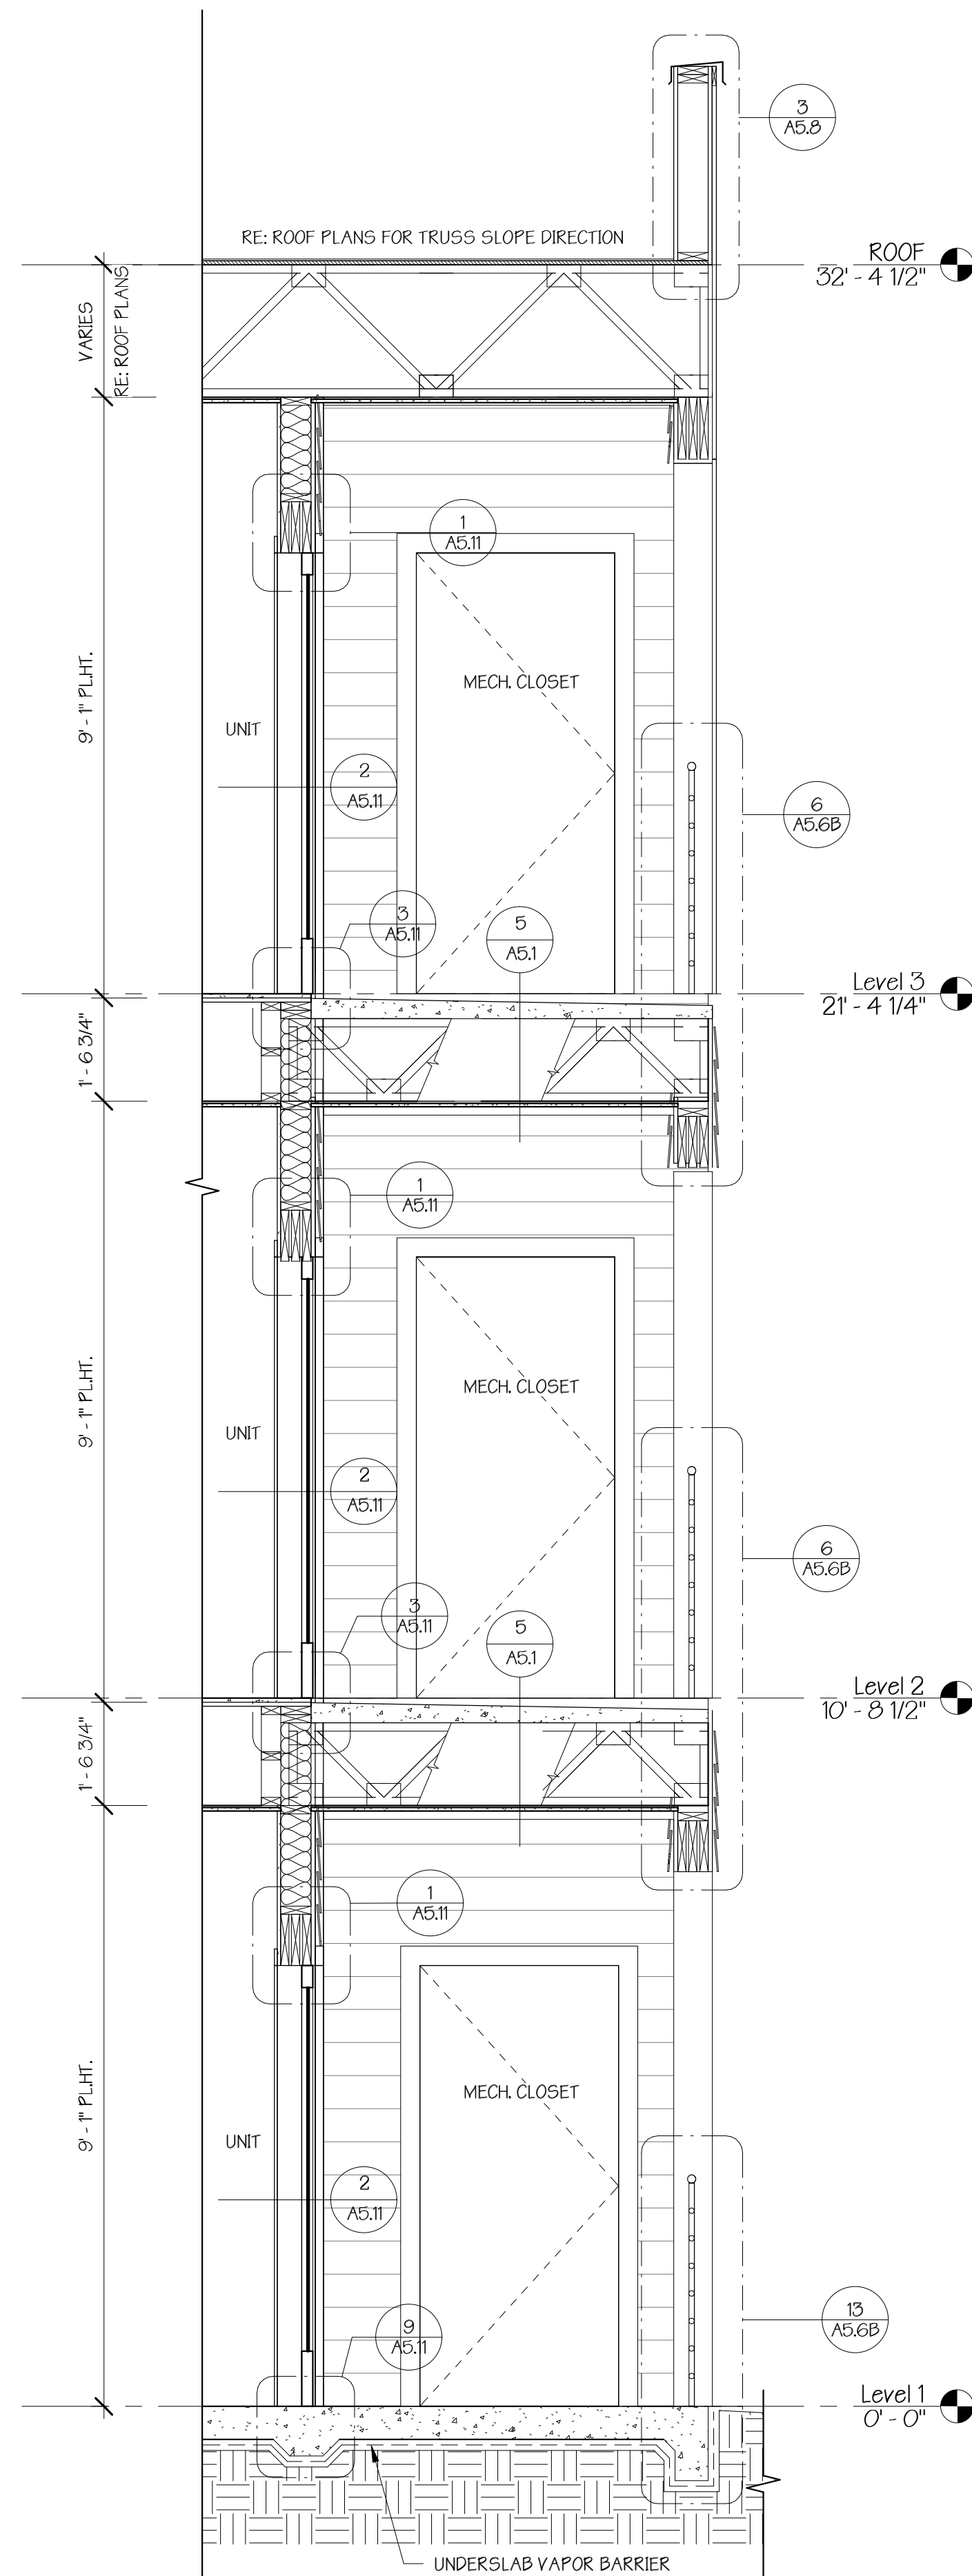 3
A5.8
RE: ROOF PLANS FOR TRUSS SLOPE DIRECTION
ROOF
32' - 4 1/2"
VARIES
RE: ROOF PLANS
1
A5.11
9' - 1" PL.HT.
MECH. CLOSET
UNIT
2
A5.11
6
A5.6B
3
A5.11
5
A5.1
Level 3
21' - 4 1/4"
1' - 6 3/4"
1
A5.11
9' - 1" PL.HT.
MECH. CLOSET
UNIT
2
A5.11
6
A5.6B
3
A5.11
5
A5.1
Level 2
10' - 8 1/2"
1' - 6 3/4"
1
A5.11
9' - 1" PL.HT.
MECH. CLOSET
UNIT
2
A5.11
13
A5.6B
9
A5.11
Level 1
0' - 0"
UNDERSLAB VAPOR BARRIER